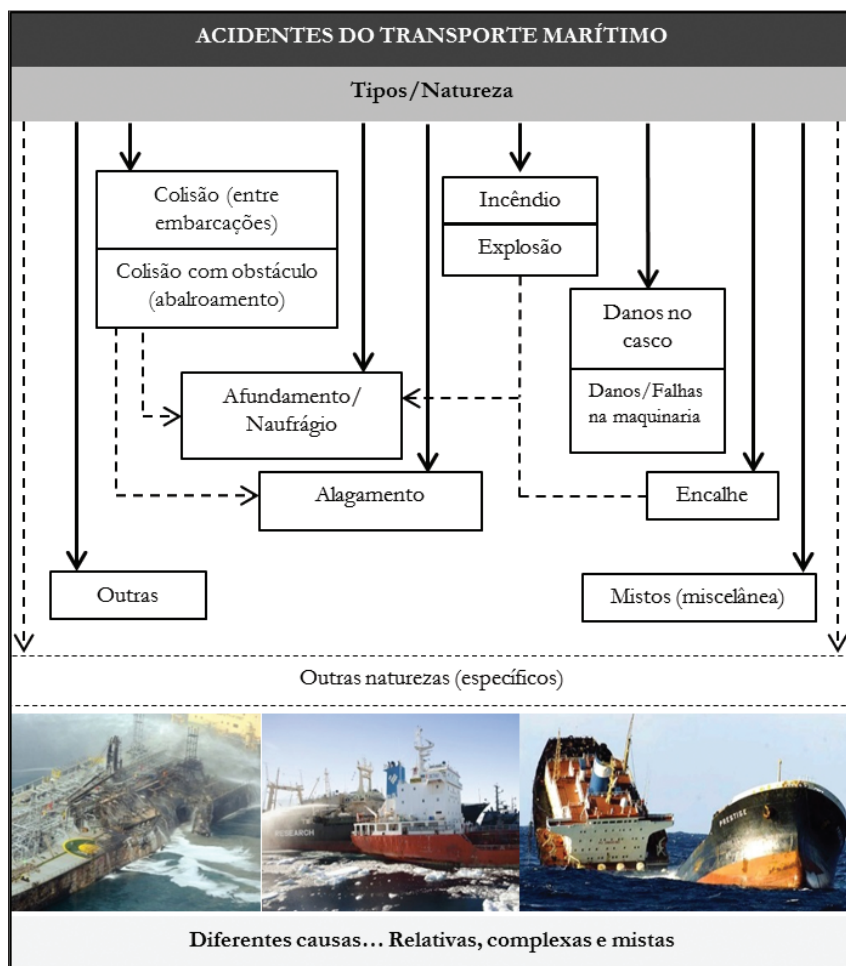 ACIDENTES DO TRANSPORTE MARÍTIMO
Tipos/Natureza
Colisão (entre
embarcações)
Colisão com obstáculo
(abalroamento)
Incêndio
Explosão
Danos no
casco
Danos/Falhas
na maquinaria
Afundamento/
Naufrágio
Alagamento
Encalhe
Outras
Mistos (miscelânea)
Outras naturezas (específicos)
RESEARCH
PRESTIGE
Diferentes causas... Relativas, complexas e mistas